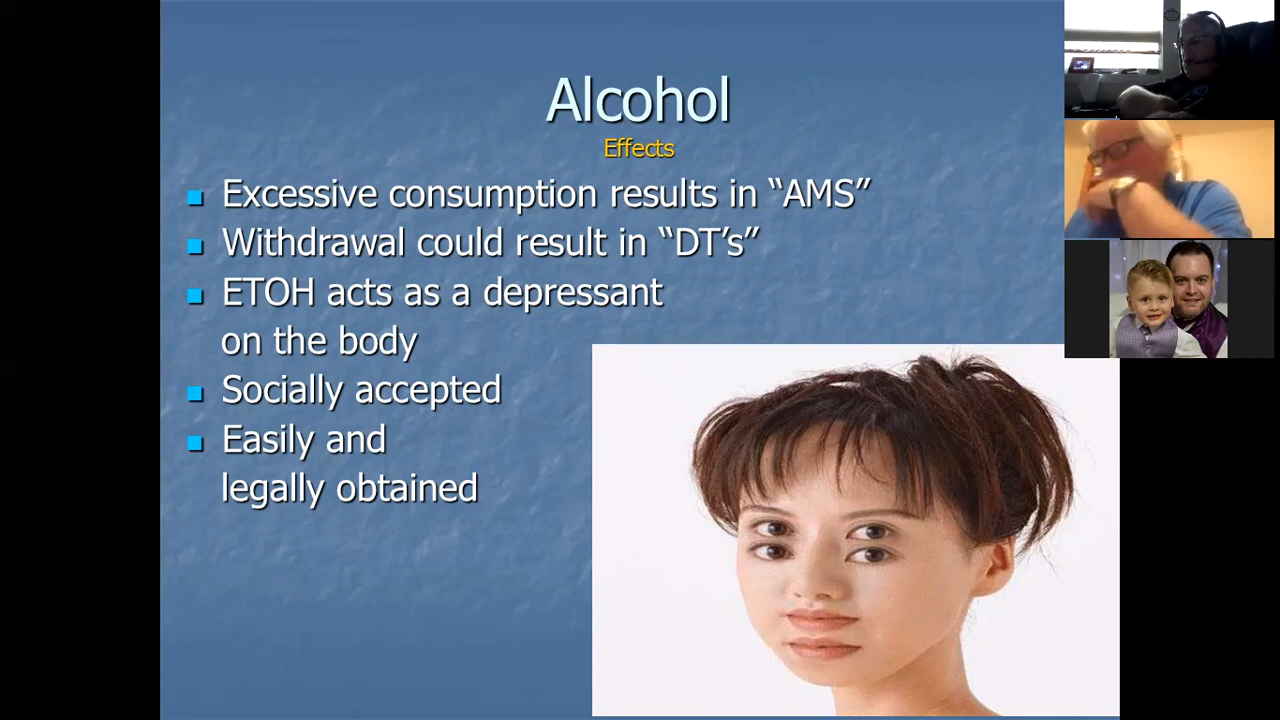 Alcohol
Effects
Excessive consumption results in “AMS”
Withdrawal could result in “DT’s”
ETOH acts as a depressant
on the body
Socially accepted
Easily and
legally obtained